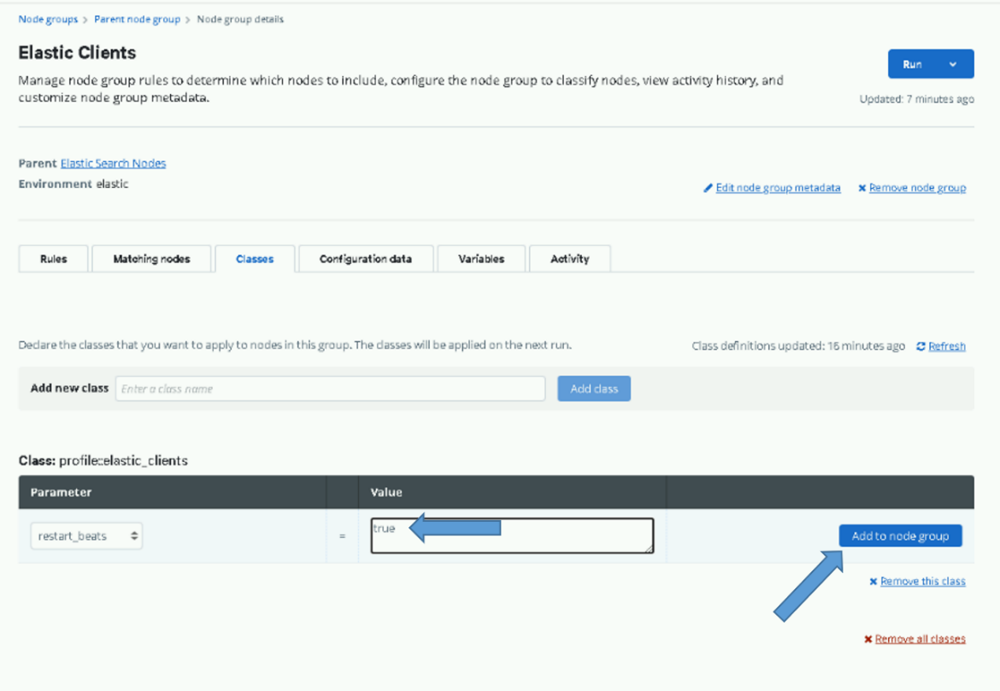 Node groups > Parent node group > Node group details
Elastic Clients
Run
Manage node group rules to determine which nodes to include, configure the node group to classify nodes, view activity history, and
customize node group metadata.
Updated: 7 minutes ago
Parent Elastic Search Nodes
Environment elastic
Edit node group metadata
Remove node group
Rules
Matching nodes
Classes
Configuration data
Variables
Activity
Declare the classes that you want to apply to nodes in this group. The classes will be applied on the next run.
Class definitions updated: 16 minutes ago
Refresh
Add new class
Enter a class name
Add class
Class: profile::elastic_clients
Parameter
Value
restart_beats
=
true
Add to node group
Remove this class
Remove all classes